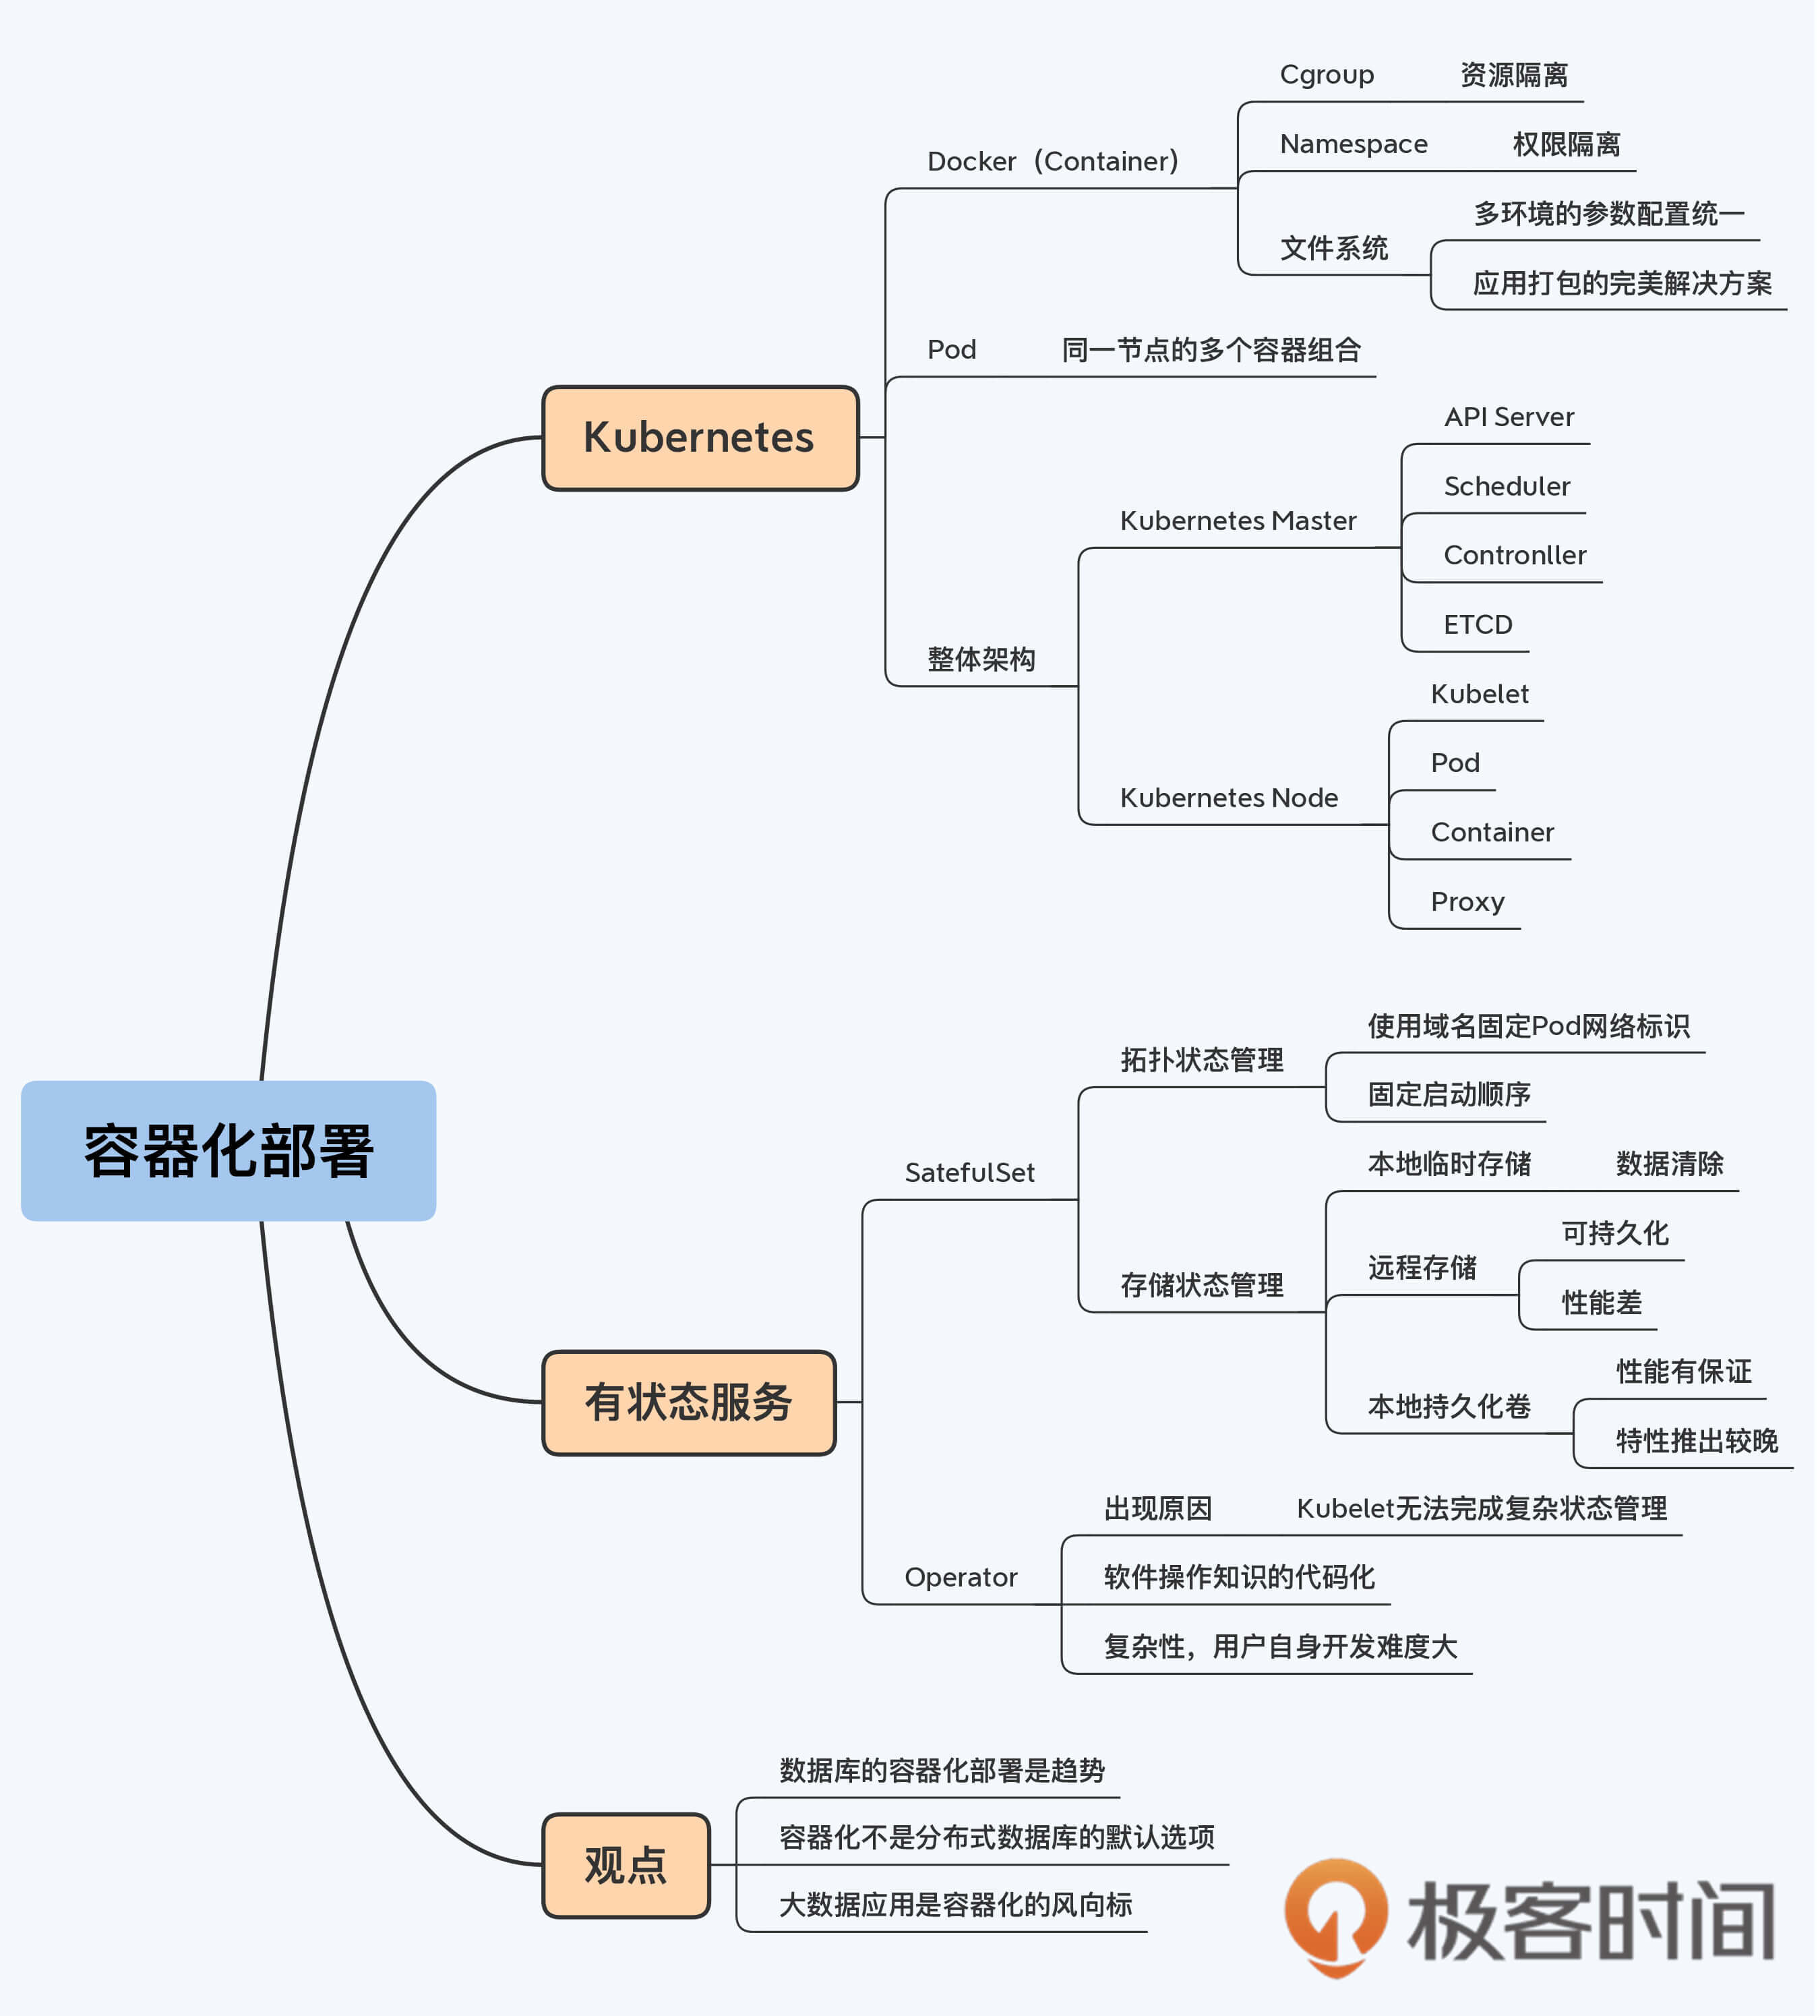 容器化部署
Kubernetes
Docker（Container）
Cgroup
资源隔离
Namespace
权限隔离
文件系统
多环境的参数配置统一
应用打包的完美解决方案
Pod
同一节点的多个容器组合
整体架构
Kubernetes Master
API Server
Scheduler
Contronller
ETCD
Kubernetes Node
Kubelet
Pod
Container
Proxy
有状态服务
SatefulSet
拓扑状态管理
使用域名固定Pod网络标识
固定启动顺序
存储状态管理
本地临时存储
数据清除
远程存储
可持久化
性能差
本地持久化卷
性能有保证
特性推出较晚
Operator
出现原因
Kubelet无法完成复杂状态管理
软件操作知识的代码化
复杂性，用户自身开发难度大
观点
数据库的容器化部署是趋势
容器化不是分布式数据库的默认选项
大数据应用是容器化的风向标
极客时间